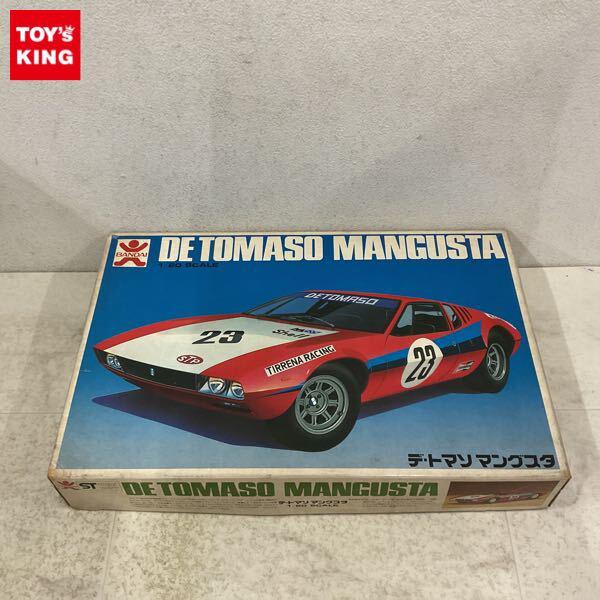 TOY's
KING
BANDAI
DE TOMASO MANGUSTA
1:20 SCALE
DETOMASO
23
Shell
STP
TIRRENA RACING
23
デ・トマソ マングスタ
ST
DE TOMASO MANGUSTA
デ・トマソ マングスタ
1:20 SCALE